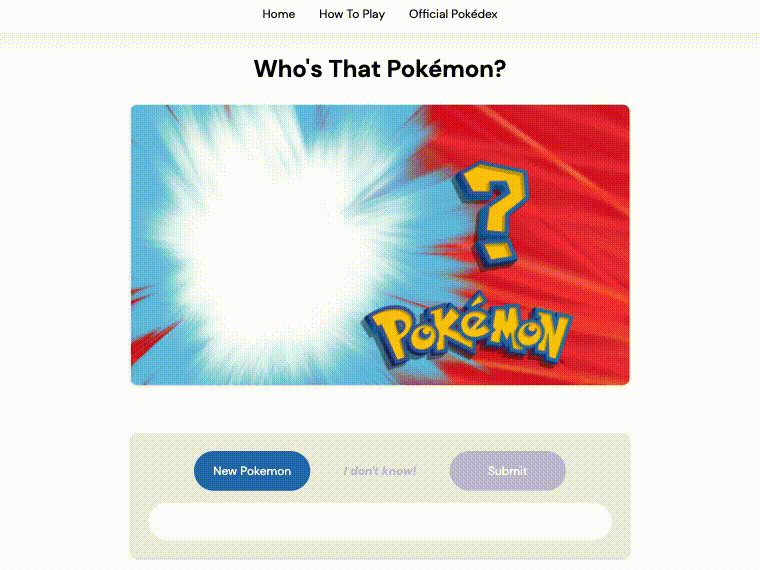 Home How To Play Official Pokédex
Who's That Pokémon?
?
POKéMON
New Pokemon I don't know! Submit